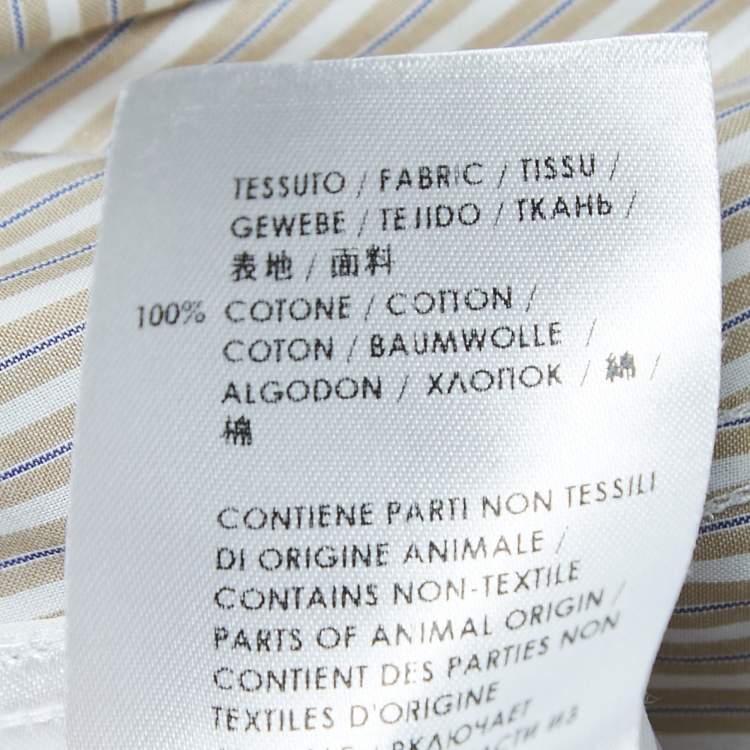 TESSUTO / FABRIC / TISSU /
GEWEBE / TEJIDO / ТКАНЬ /
表地 / 面料
100% COTONE / COTTON /
COTON / BAUMWOLLE /
ALGODON / ХЛОПОК / 綿 /
棉
CONTIENE PARTI NON TESSILI
DI ORIGINE ANIMALE /
CONTAINS NON-TEXTILE
PARTS OF ANIMAL ORIGIN /
CONTIENT DES PARTIES NON
TEXTILES D'ORIGINE
/ ВКЛЮЧАЕТ
ИЗ